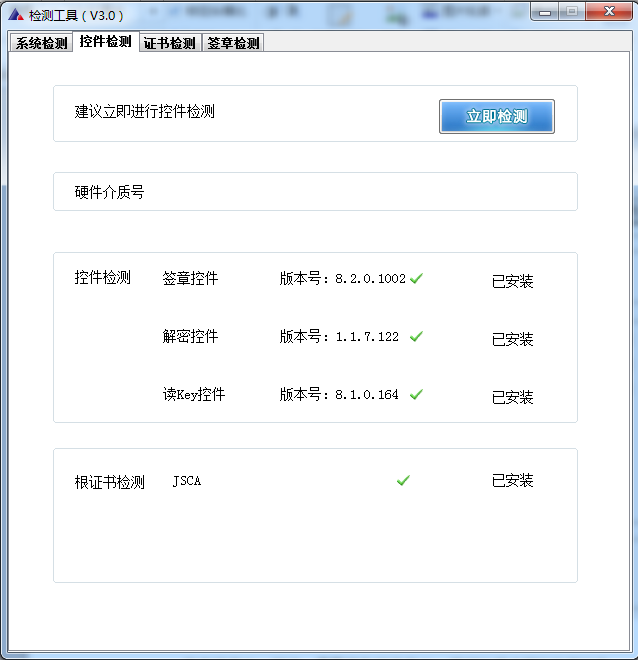 检测工具（V3.0）
系统检测 控件检测 证书检测 签章检测
建议立即进行控件检测 立即检测
硬件介质号
控件检测 签章控件 版本号：8.2.0.1002 已安装
解密控件 版本号：1.1.7.122 已安装
读Key控件 版本号：8.1.0.164 已安装
根证书检测 JSCA 已安装